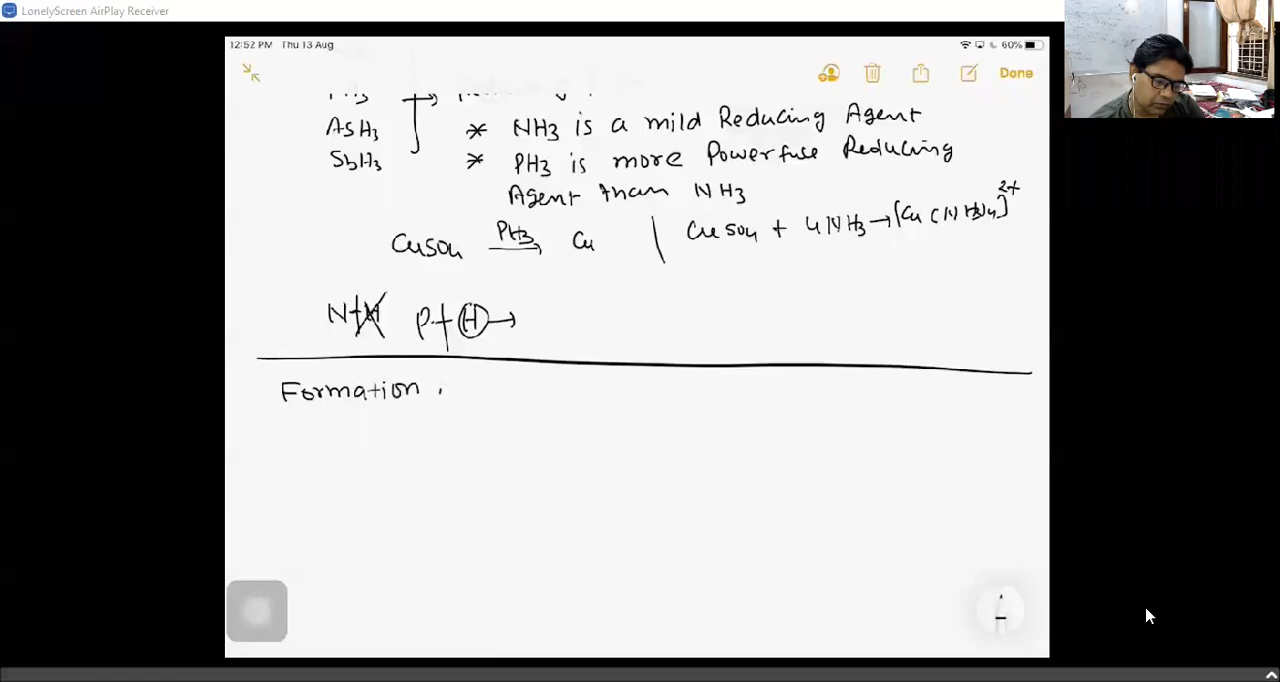 LonelyScreen AirPlay Receiver
12:52 PM Thu 13 Aug
60%
Done
AsH3 * NH3 is a mild Reducing Agent
SbH3 * PH3 is more Powerfuse Reducing
Agent than NH3
CuSO4 PH3 → Cu | CuSO4 + 4NH3 → [Cu(NH3)4]2+
N+H P+H →
Formation